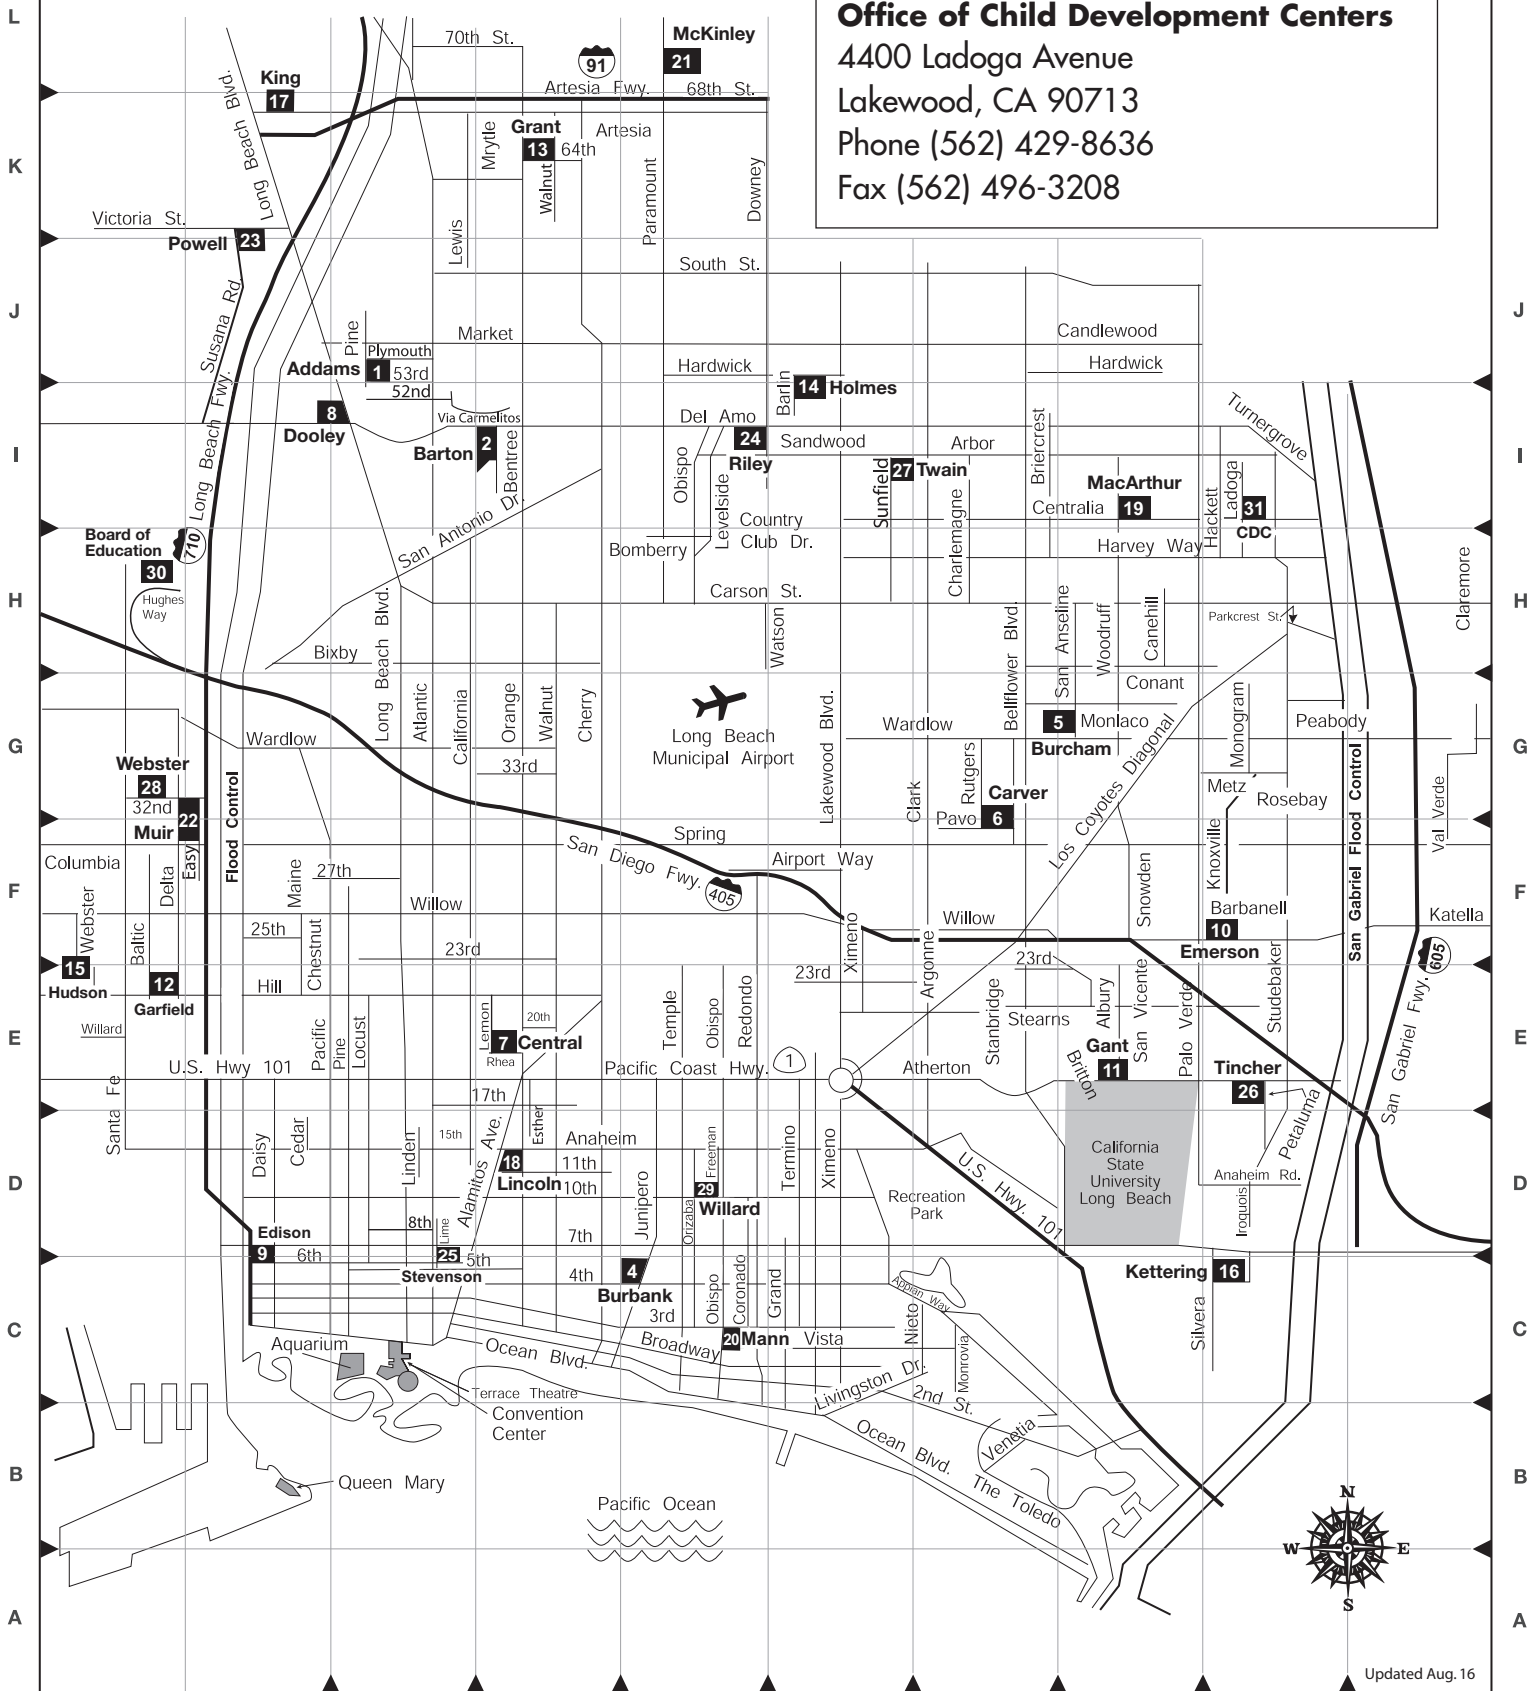 Office of Child Development Centers
4400 Ladoga Avenue
Lakewood, CA 90713
Phone (562) 429-8636
Fax (562) 496-3208
L
70th St.
McKinley
21
91
King
17
Artesia Fwy.
68th St.
Long Beach Blvd.
Grant
13
Artesia
64th
K
Mrytle
Walnut
Paramount
Downey
Long Beach Blvd.
Victoria St.
Powell
23
Lewis
South St.
Susana Rd.
J
J
Market
Candlewood
Pine
Plymouth
Addams
1
53rd
52nd
Hardwick
Hardwick
Barlin
14
Holmes
8
Dooley
Via Carmelitos
Del Amo
Turnergrove
Long Beach Fwy.
Barton
2
Bentree
24
Riley
Sandwood
Arbor
Briercrest
I
I
Obispo
Levelside
Sunfield
27
Twain
MacArthur
19
Centralia
Charlemagne
Hackett
Ladoga
31
CDC
San Antonio Dr.
Country
Club Dr.
Bomberry
Harvey Way
Board of
Education
30
710
Hughes
Way
Carson St.
Claremore
H
H
Long Beach Blvd.
Watson
Bellflower Blvd.
San Anseline
Woodruff
Canehill
Parkcrest St.
Bixby
Conant
Atlantic
California
Orange
Walnut
Cherry
Long Beach
Municipal Airport
Lakewood Blvd.
Wardlow
5
Monlaco
Burcham
Monogram
Peabody
G
G
Wardlow
33rd
Webster
28
32nd
22
Muir
Easy
Flood Control
Clark
Rutgers
Carver
6
Pavo
Los Coyotes Diagonal
Metz
Rosebay
San Gabriel Flood Control
Val Verde
Spring
San Diego Fwy.
405
Airport Way
Columbia
Delta
Maine
27th
Knoxville
Snowden
F
F
Webster
Baltic
Willow
Willow
Barbanell
10
Emerson
Katella
25th
Chestnut
23rd
Ximeno
Argonne
23rd
23rd
605
15
Hudson
12
Garfield
Hill
Stanbridge
Albury
San Vicente
Palo Verde
Studebaker
Willard
Pacific
Pine
Locust
Lemon
20th
7
Central
Rhea
Temple
Obispo
Redondo
Stearns
E
E
U.S. Hwy 101
Pacific Coast Hwy.
1
Atherton
Britton
Gant
11
Tincher
26
San Gabriel Fwy.
Santa Fe
17th
Esther
Petaluma
Daisy
Cedar
Linden
15th
Alamitos Ave.
Anaheim
18
Lincoln
11th
10th
Freeman
29
Willard
Junipero
Orizaba
Termino
Ximeno
U.S. Hwy. 101
California
State
University
Long Beach
Anaheim Rd.
Iroquois
D
D
Recreation
Park
Edison
9
6th
8th
Lime
25
5th
Stevenson
7th
4th
4
Burbank
3rd
Obispo
Coronado
Grand
Kettering
16
Appian Way
Nieto
Silvera
C
C
Aquarium
Ocean Blvd.
Broadway
20
Mann
Vista
Monrovia
Livingston Dr.
2nd St.
Terrace Theatre
Convention
Center
Ocean Blvd.
Venetia
The Toledo
B
B
Queen Mary
Pacific Ocean
N
W
E
S
A
A
Updated Aug. 16